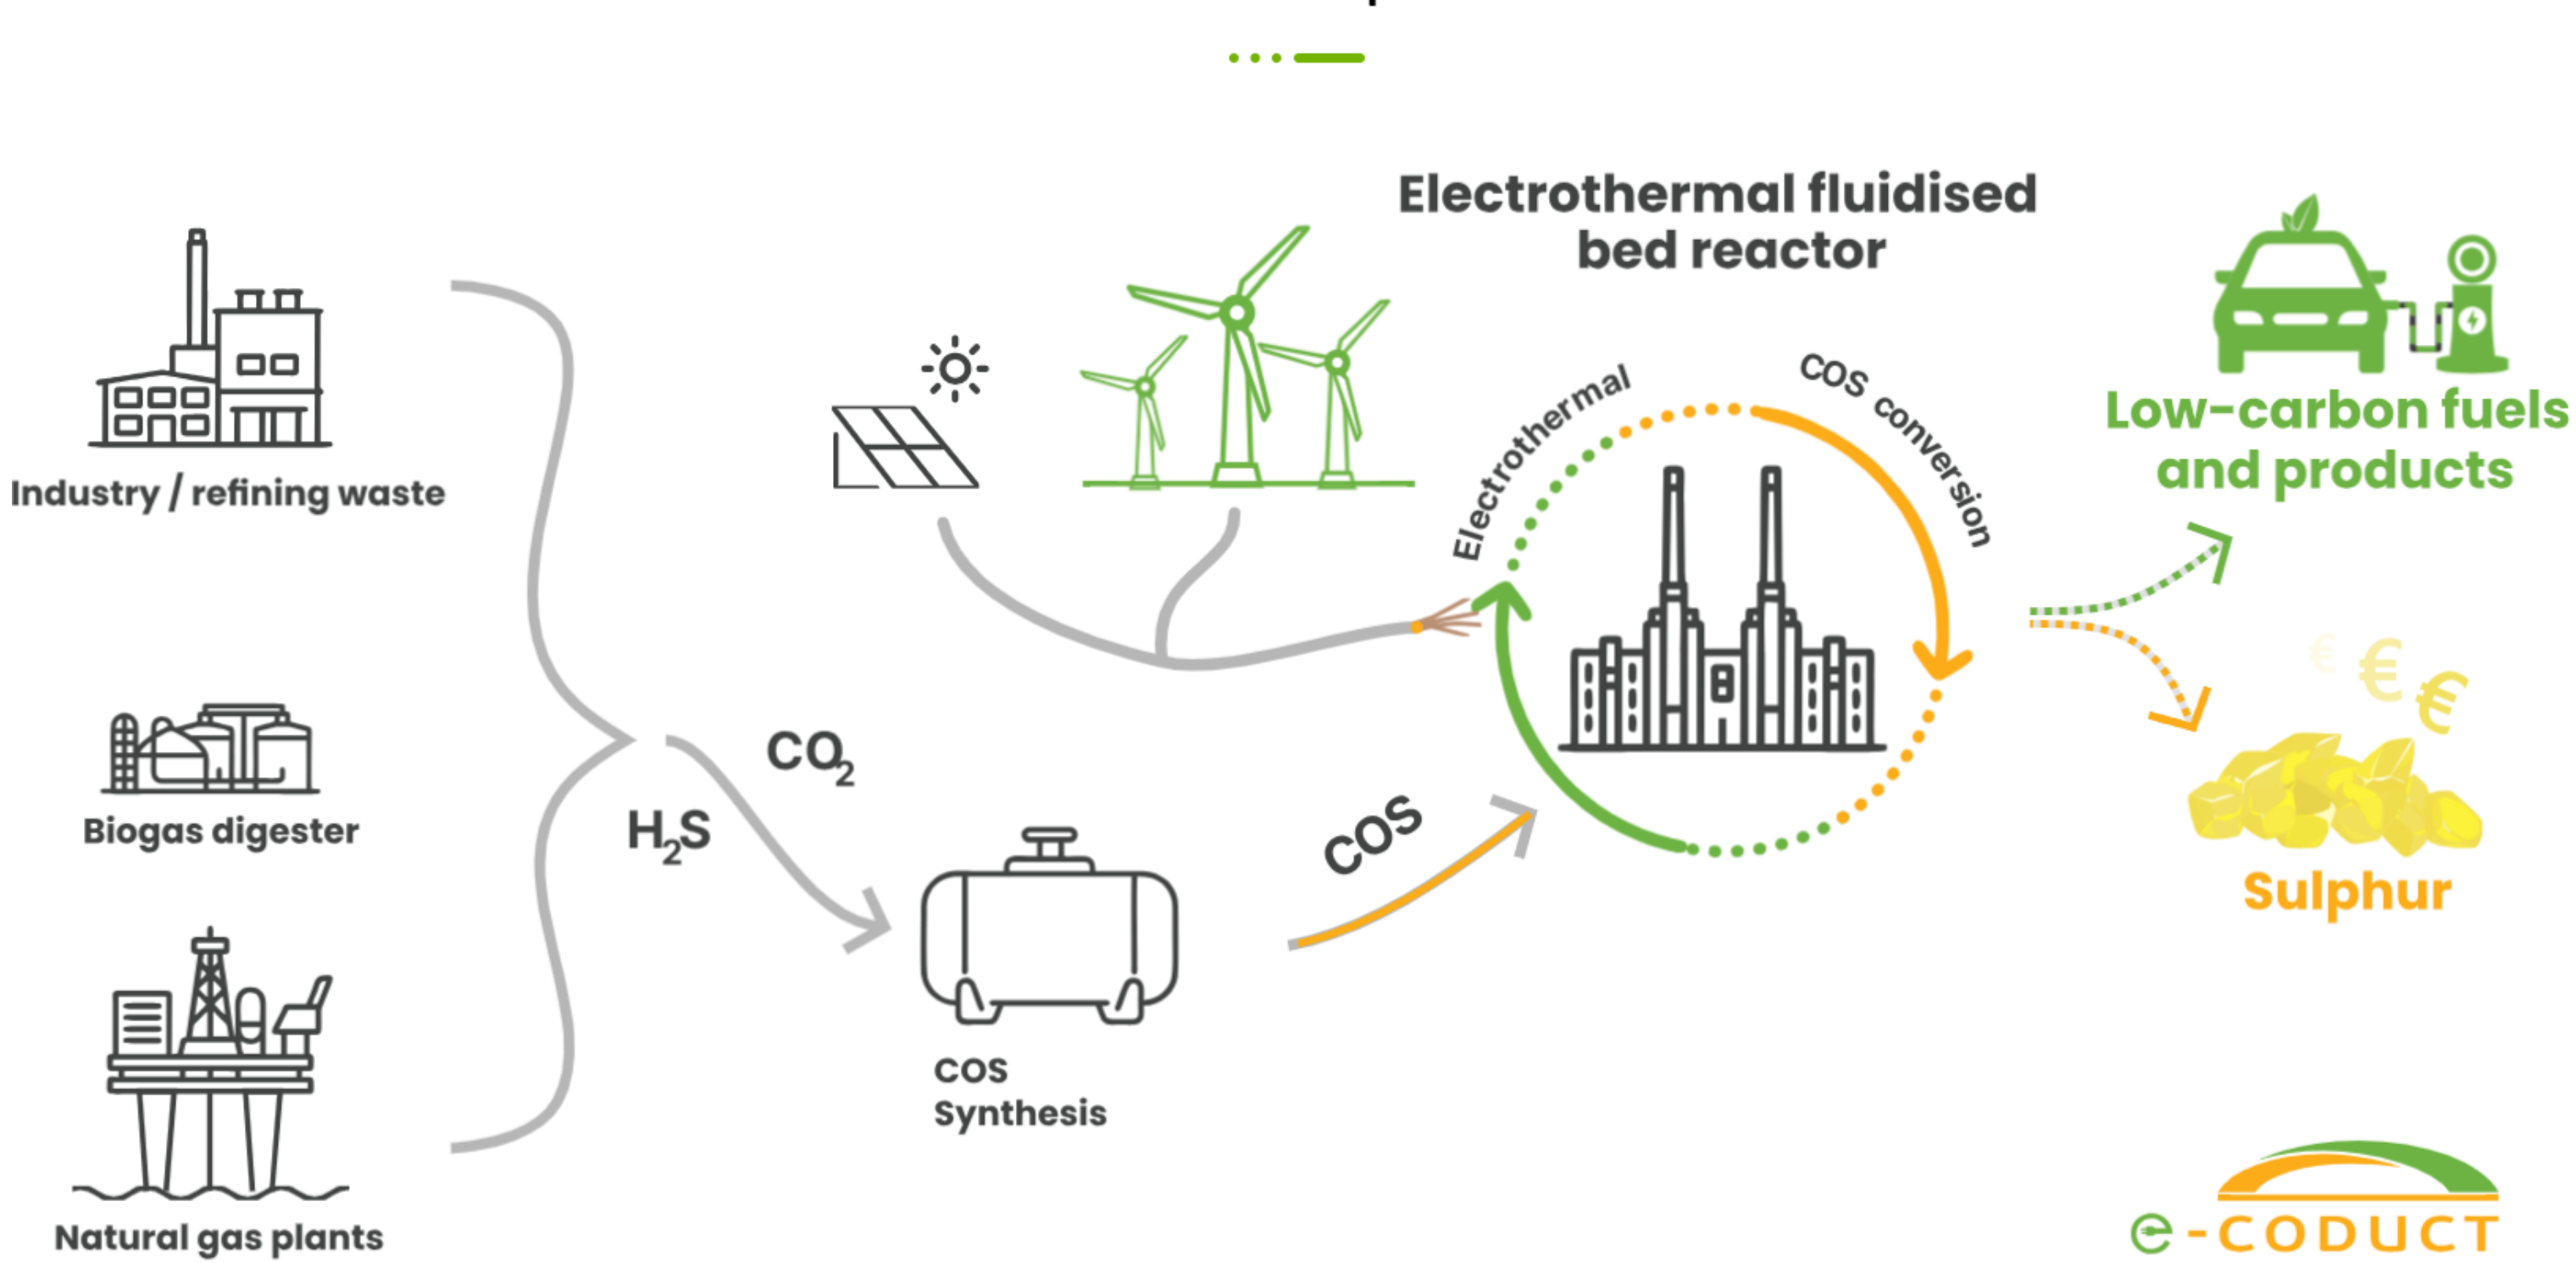 Industry / refining waste
Biogas digester
Natural gas plants
H₂S
CO₂
COS
Synthesis
COS
Electrothermal fluidised
bed reactor
Electrothermal
COS conversion
Low-carbon fuels
and products
€ € €
Sulphur
e-CODUCT